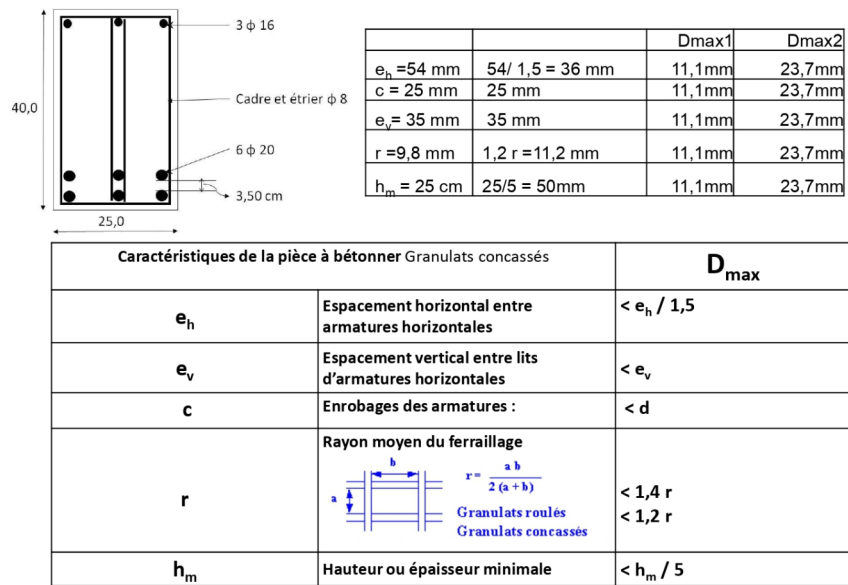 3 ϕ 16
40,0
Cadre et étrier ϕ 8
6 ϕ 20
3,50 cm
25,0
Dmax1 Dmax2
eₕ =54 mm 54/ 1,5 = 36 mm 11,1mm 23,7mm
c = 25 mm 25 mm 11,1mm 23,7mm
eᵥ= 35 mm 35 mm 11,1mm 23,7mm
r =9,8 mm 1,2 r =11,2 mm 11,1mm 23,7mm
hₘ = 25 cm 25/5 = 50mm 11,1mm 23,7mm
Caractéristiques de la pièce à bétonner Granulats concassés Dmax
eₕ Espacement horizontal entre armatures horizontales < eₕ / 1,5
eᵥ Espacement vertical entre lits d’armatures horizontales < eᵥ
c Enrobages des armatures : < d
Rayon moyen du ferraillage
b
a
r = a b / 2 (a + b)
r
Granulats roulés < 1,4 r
Granulats concassés < 1,2 r
hₘ Hauteur ou épaisseur minimale < hₘ / 5